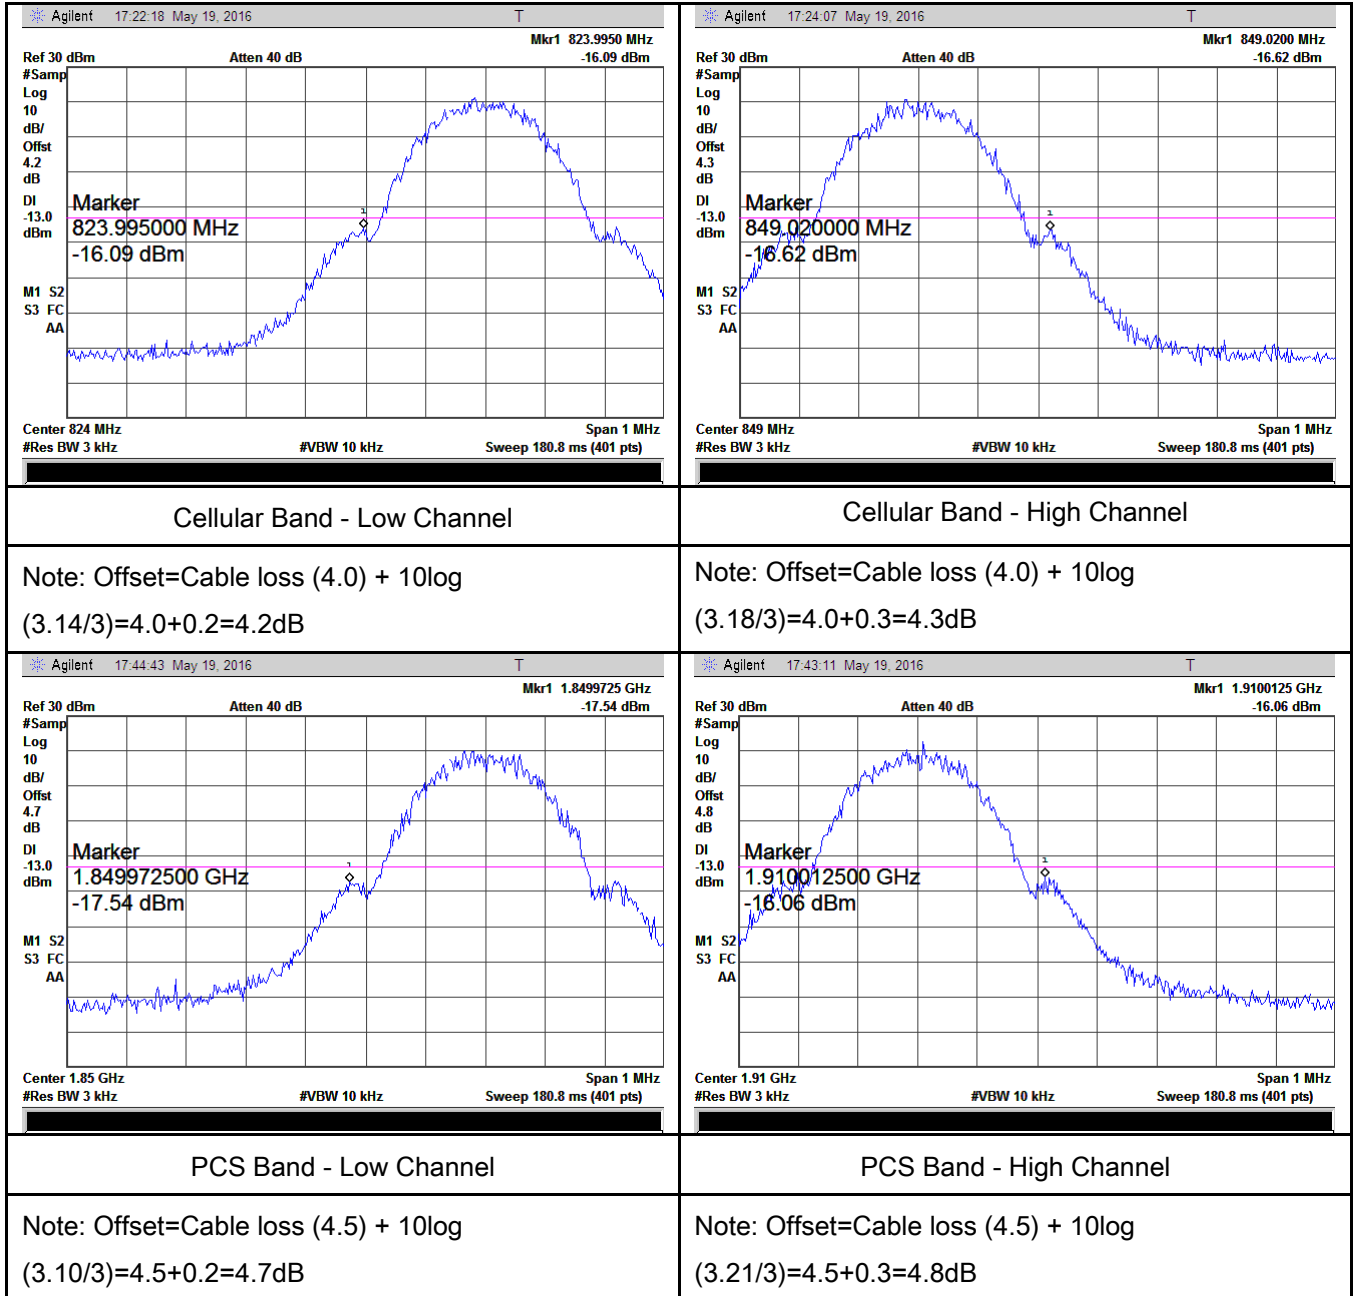 Agilent 17:22:18 May 19, 2016 T
Mkr1 823.9950 MHz
Ref 30 dBm Atten 40 dB -16.09 dBm
#Samp
Log
10
dB/
Offst
4.2
dB
DI
-13.0
dBm
Marker
823.995000 MHz
-16.09 dBm
1
M1 S2
S3 FC
AA
Center 824 MHz Span 1 MHz
#Res BW 3 kHz #VBW 10 kHz Sweep 180.8 ms (401 pts)
Agilent 17:24:07 May 19, 2016 T
Mkr1 849.0200 MHz
Ref 30 dBm Atten 40 dB -16.62 dBm
#Samp
Log
10
dB/
Offst
4.3
dB
DI
-13.0
dBm
Marker
849.020000 MHz
-16.62 dBm
1
M1 S2
S3 FC
AA
Center 849 MHz Span 1 MHz
#Res BW 3 kHz #VBW 10 kHz Sweep 180.8 ms (401 pts)
Cellular Band - Low Channel
Cellular Band - High Channel
Note: Offset=Cable loss (4.0) + 10log
(3.14/3)=4.0+0.2=4.2dB
Note: Offset=Cable loss (4.0) + 10log
(3.18/3)=4.0+0.3=4.3dB
Agilent 17:44:43 May 19, 2016 T
Mkr1 1.8499725 GHz
Ref 30 dBm Atten 40 dB -17.54 dBm
#Samp
Log
10
dB/
Offst
4.7
dB
DI
-13.0
dBm
Marker
1.849972500 GHz
-17.54 dBm
1
M1 S2
S3 FC
AA
Center 1.85 GHz Span 1 MHz
#Res BW 3 kHz #VBW 10 kHz Sweep 180.8 ms (401 pts)
Agilent 17:43:11 May 19, 2016 T
Mkr1 1.9100125 GHz
Ref 30 dBm Atten 40 dB -16.06 dBm
#Samp
Log
10
dB/
Offst
4.8
dB
DI
-13.0
dBm
Marker
1.910012500 GHz
-16.06 dBm
1
M1 S2
S3 FC
AA
Center 1.91 GHz Span 1 MHz
#Res BW 3 kHz #VBW 10 kHz Sweep 180.8 ms (401 pts)
PCS Band - Low Channel
PCS Band - High Channel
Note: Offset=Cable loss (4.5) + 10log
(3.10/3)=4.5+0.2=4.7dB
Note: Offset=Cable loss (4.5) + 10log
(3.21/3)=4.5+0.3=4.8dB